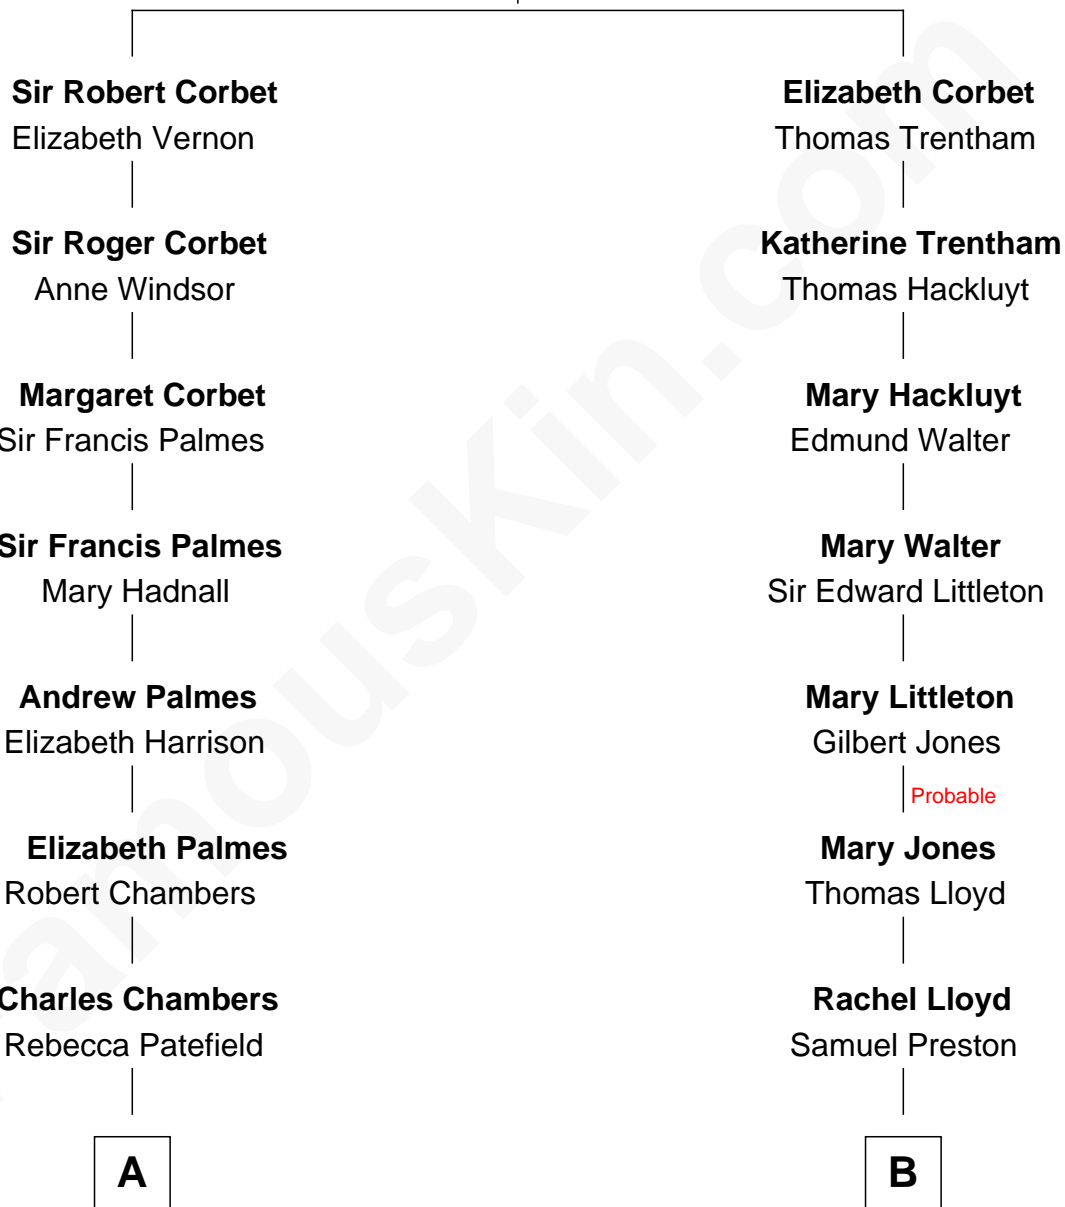 Sir Robert Corbet
Elizabeth Vernon
Elizabeth Corbet
Thomas Trentham
Sir Roger Corbet
Anne Windsor
Katherine Trentham
Thomas Hackluyt
Margaret Corbet
Sir Francis Palmes
Mary Hackluyt
Edmund Walter
Sir Francis Palmes
Mary Hadnall
Mary Walter
Sir Edward Littleton
Andrew Palmes
Elizabeth Harrison
Mary Littleton
Gilbert Jones
Probable
Elizabeth Palmes
Robert Chambers
Mary Jones
Thomas Lloyd
Charles Chambers
Rebecca Patefield
Rachel Lloyd
Samuel Preston
A
B
amouskin.com